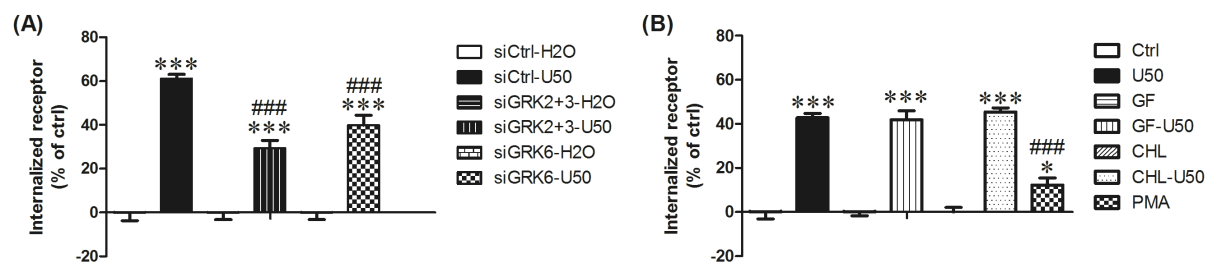 (A)
Internalized receptor
(% of ctrl)
80
60
40
20
0
-20
***
###
***
###
***
siCtrl-H2O
siCtrl-U50
siGRK2+3-H2O
siGRK2+3-U50
siGRK6-H2O
siGRK6-U50
(B)
Internalized receptor
(% of ctrl)
80
60
40
20
0
-20
***
***
***
###
*
Ctrl
U50
GF
GF-U50
CHL
CHL-U50
PMA